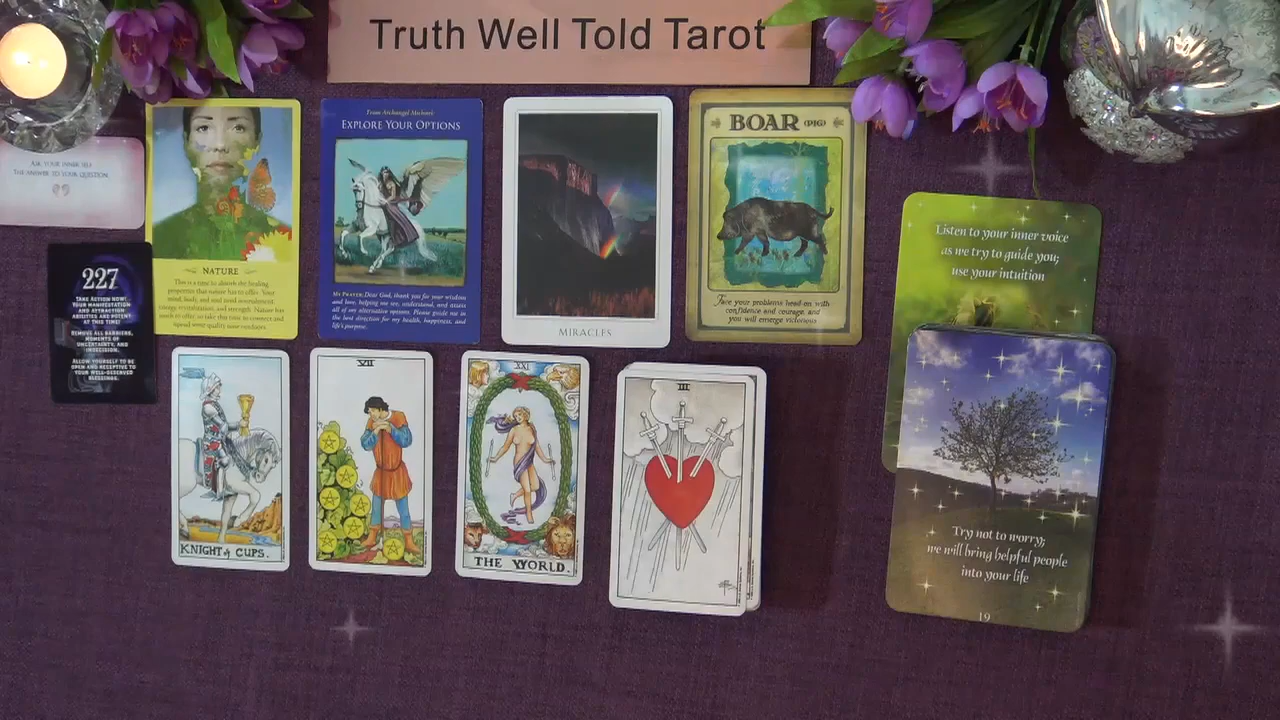 Truth Well Told Tarot
ASK YOUR INNER SELF
THE ANSWER TO YOUR QUESTION.
NATURE
This is a time to absorb the healing
properties that nature has to offer. Your
mind, body, and soul need nourishment,
energy, revitalization, and strength. Nature has
much to offer, so take this time to connect and
spend some quality time outdoors.
From Archangel Michael:
EXPLORE YOUR OPTIONS
MY PRAYER: Dear God, thank you for your wisdom
and love, helping me see, understand, and assess
all of my alternative options. Please guide me in
the best direction for my health, happiness, and
life's purpose.
MIRACLES
BOAR (PIG)
Face your problems head-on with
confidence and courage, and
you will emerge victorious
Listen to your inner voice
as we try to guide you;
use your intuition
227
TAKE ACTION NOW!
YOUR MANIFESTATION
AND ATTRACTION
ABILITIES ARE POTENT
AT THIS TIME!
REMOVE ALL BARRIERS,
MOMENTS OF
UNCERTAINTY, AND
INDECISION.
ALLOW YOURSELF TO BE
OPEN AND RECEPTIVE TO
YOUR WELL-DESERVED
BLESSINGS.
KNIGHT of CUPS.
VII
XXI
THE WORLD.
III
Try not to worry;
we will bring helpful people
into your life
19